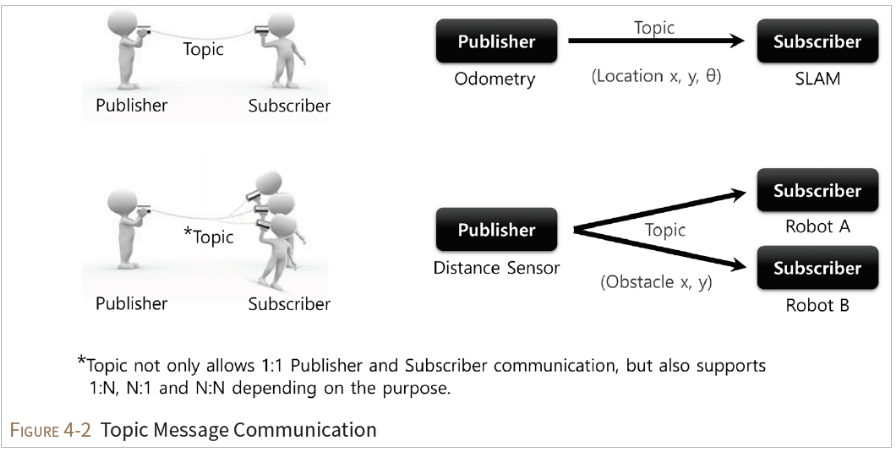 Topic
Publisher Subscriber
Publisher
Odometry
Topic
(Location x, y, θ)
Subscriber
SLAM
*Topic
Publisher Subscriber
Publisher
Distance Sensor
Topic
(Obstacle x, y)
Subscriber
Robot A
Subscriber
Robot B
*Topic not only allows 1:1 Publisher and Subscriber communication, but also supports
1:N, N:1 and N:N depending on the purpose.
FIGURE 4-2 Topic Message Communication